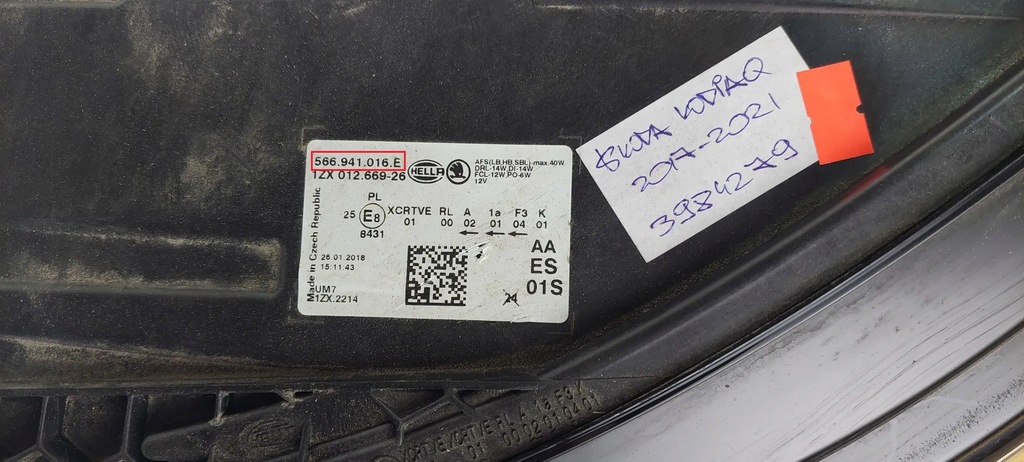 566.941.016.E
1ZX 012.669-26
HELLA
AFS(LB,HB,SBL)-max.40W
DRL-14W,DI-14W
FCL-12W,PO-6W
12V
PL
25 E8 XCRTVE RL A 1a F3 K
8431 01 00 02 01 04 01
Made in Czech Republic
26.01.2018
15:11:43
UM7
1ZX.2214
AA
ES
01S
24
SKODA KODIAQ
2017-2021
3984279